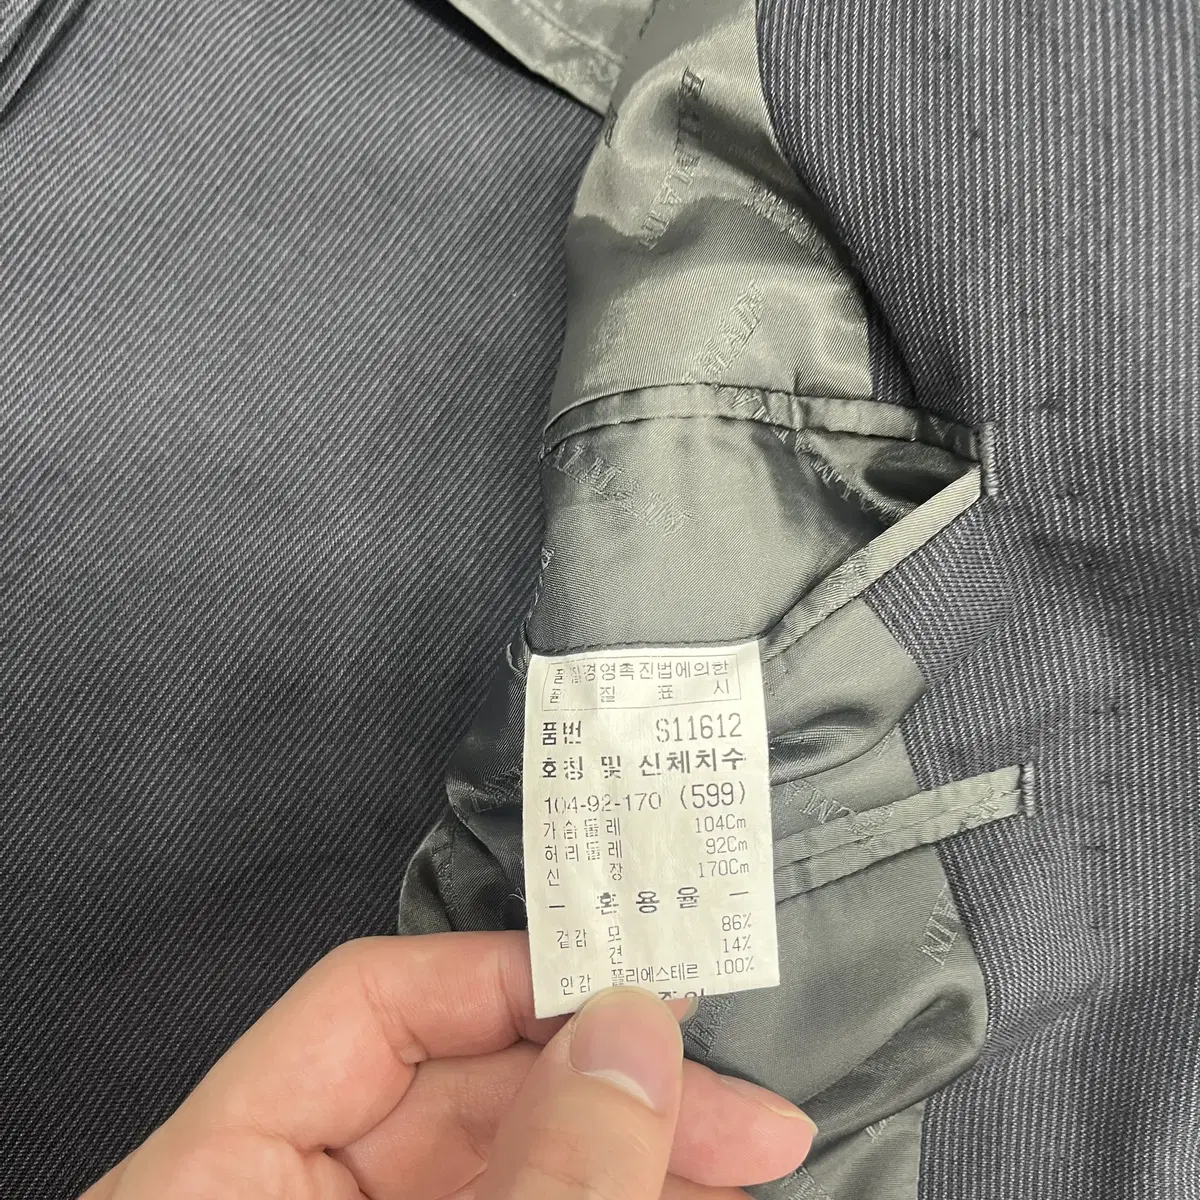 BALMAIN
품질경영촉진법에의한
품 질 표 시
품번 S11612
호칭 및 신체치수
104-92-170 (599)
가슴둘레 104Cm
허리둘레 92Cm
신 장 170Cm
- 혼 용 율 -
겉감 모 86%
견 14%
안감 폴리에스테르 100%